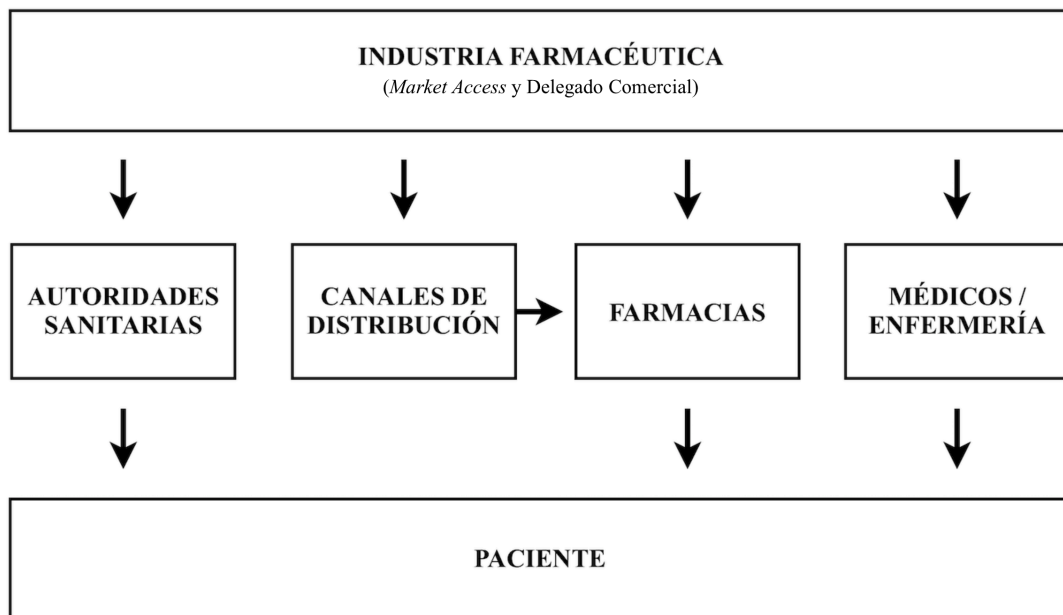 INDUSTRIA FARMACÉUTICA
(Market Access y Delegado Comercial)
AUTORIDADES
SANITARIAS
CANALES DE
DISTRIBUCIÓN
FARMACIAS
MÉDICOS /
ENFERMERÍA
PACIENTE